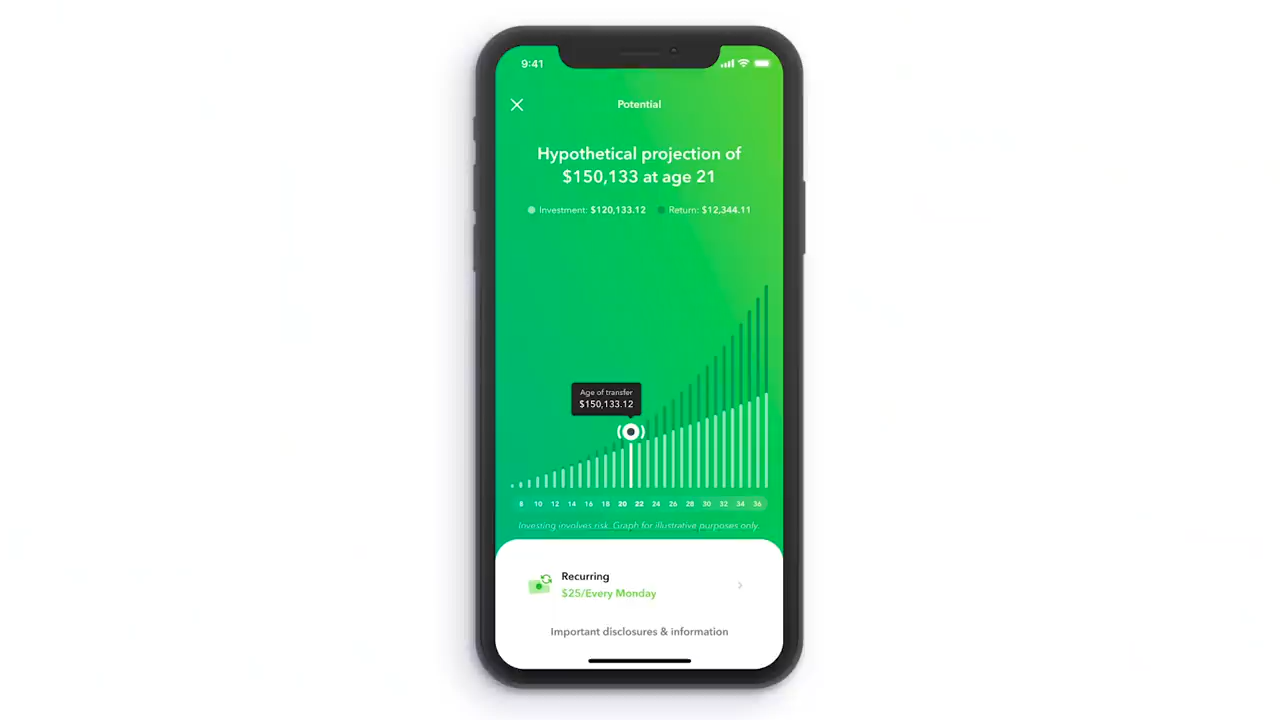 9:41
Potential
Hypothetical projection of
$150,133 at age 21
Investment: $120,133.12 Return: $12,344.11
Age of transfer
$150,133.12
8 10 12 14 16 18 20 22 24 26 28 30 32 34 36
Investing involves risk. Graph for illustrative purposes only.
Recurring
$25/Every Monday
Important disclosures & information